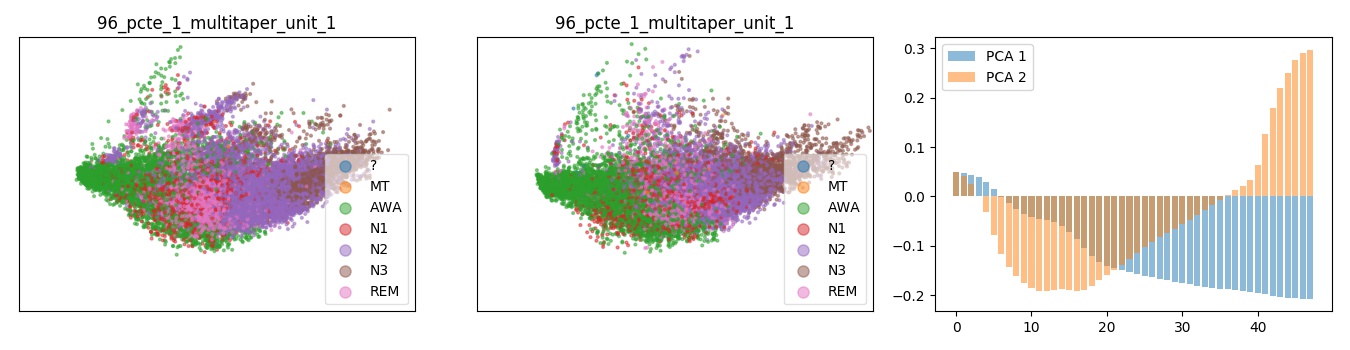 96_pcte_1_multitaper_unit_1
?
MT
AWA
N1
N2
N3
REM
96_pcte_1_multitaper_unit_1
?
MT
AWA
N1
N2
N3
REM
PCA 1
PCA 2
0.3
0.2
0.1
0.0
−0.1
−0.2
0
10
20
30
40